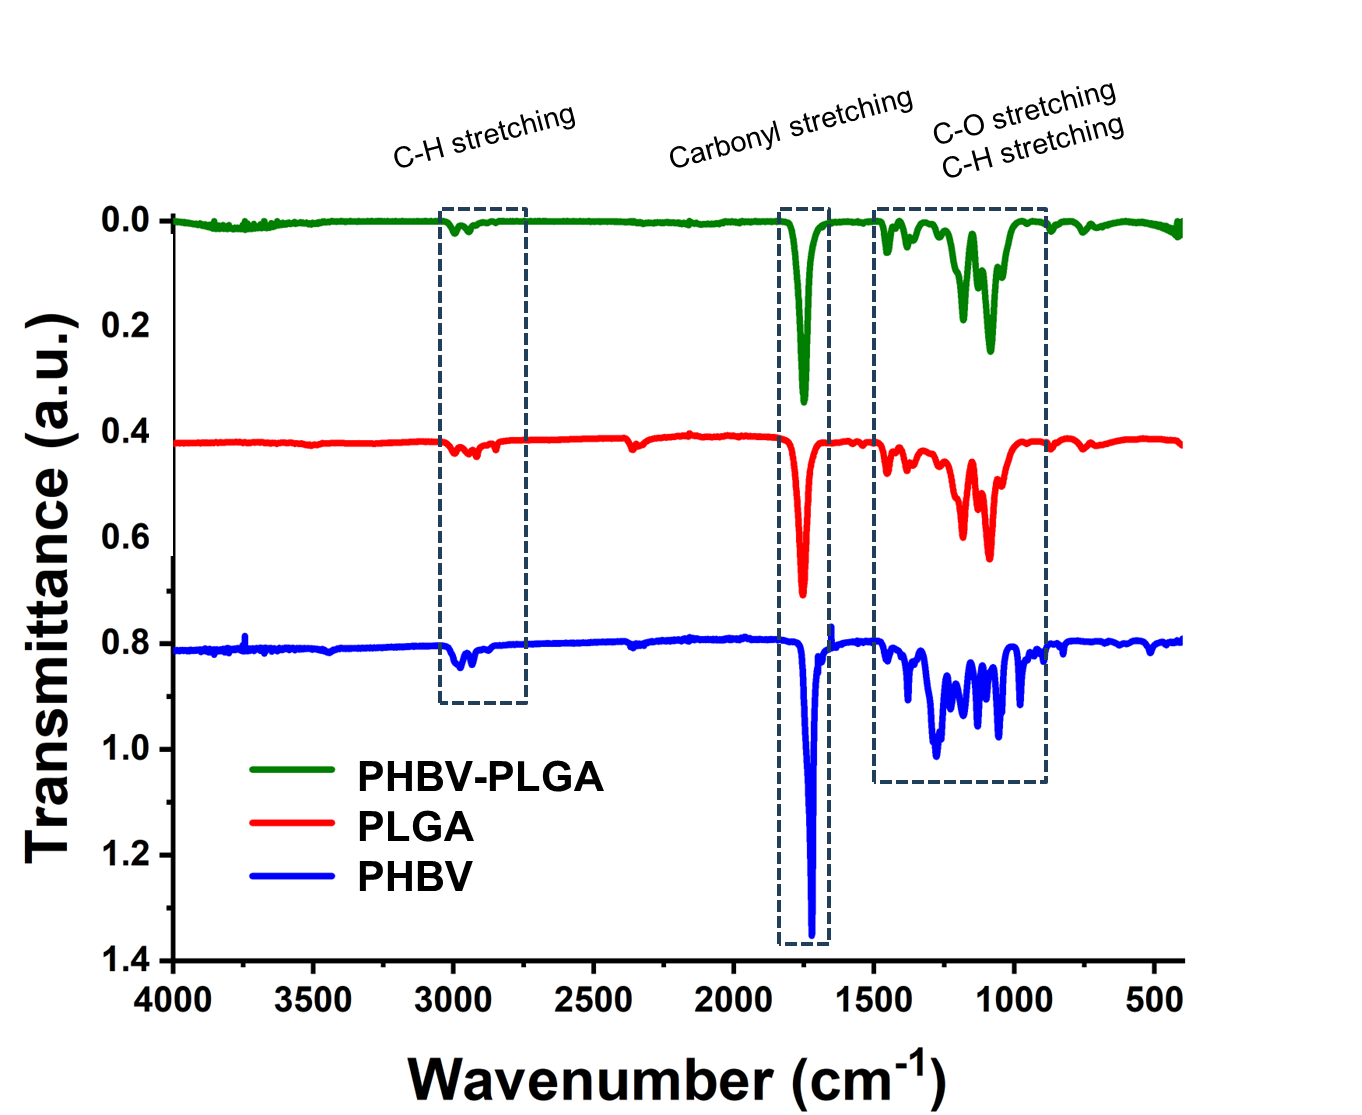 C-H stretching
Carbonyl stretching
C-O stretching
C-H stretching
0.0
0.2
0.4
0.6
0.8
1.0
1.2
1.4
Transmittance (a.u.)
PHBV-PLGA
PLGA
PHBV
4000 3500 3000 2500 2000 1500 1000 500
Wavenumber (cm-1)